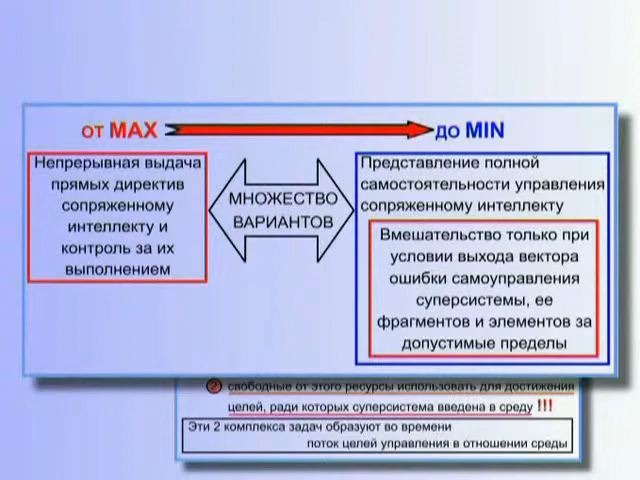 от MAX до MIN
Непрерывная выдача
прямых директив
сопряженному
интеллекту и
контроль за их
выполнением
МНОЖЕСТВО
ВАРИАНТОВ
Представление полной
самостоятельности управления
сопряженному интеллекту
Вмешательство только при
условии выхода вектора
ошибки самоуправления
суперсистемы, ее
фрагментов и элементов за
допустимые пределы
2 свободные от этого ресурсы использовать для достижения
целей, ради которых суперсистема введена в среду !!!
Эти 2 комплекса задач образуют во времени
поток целей управления в отношении среды